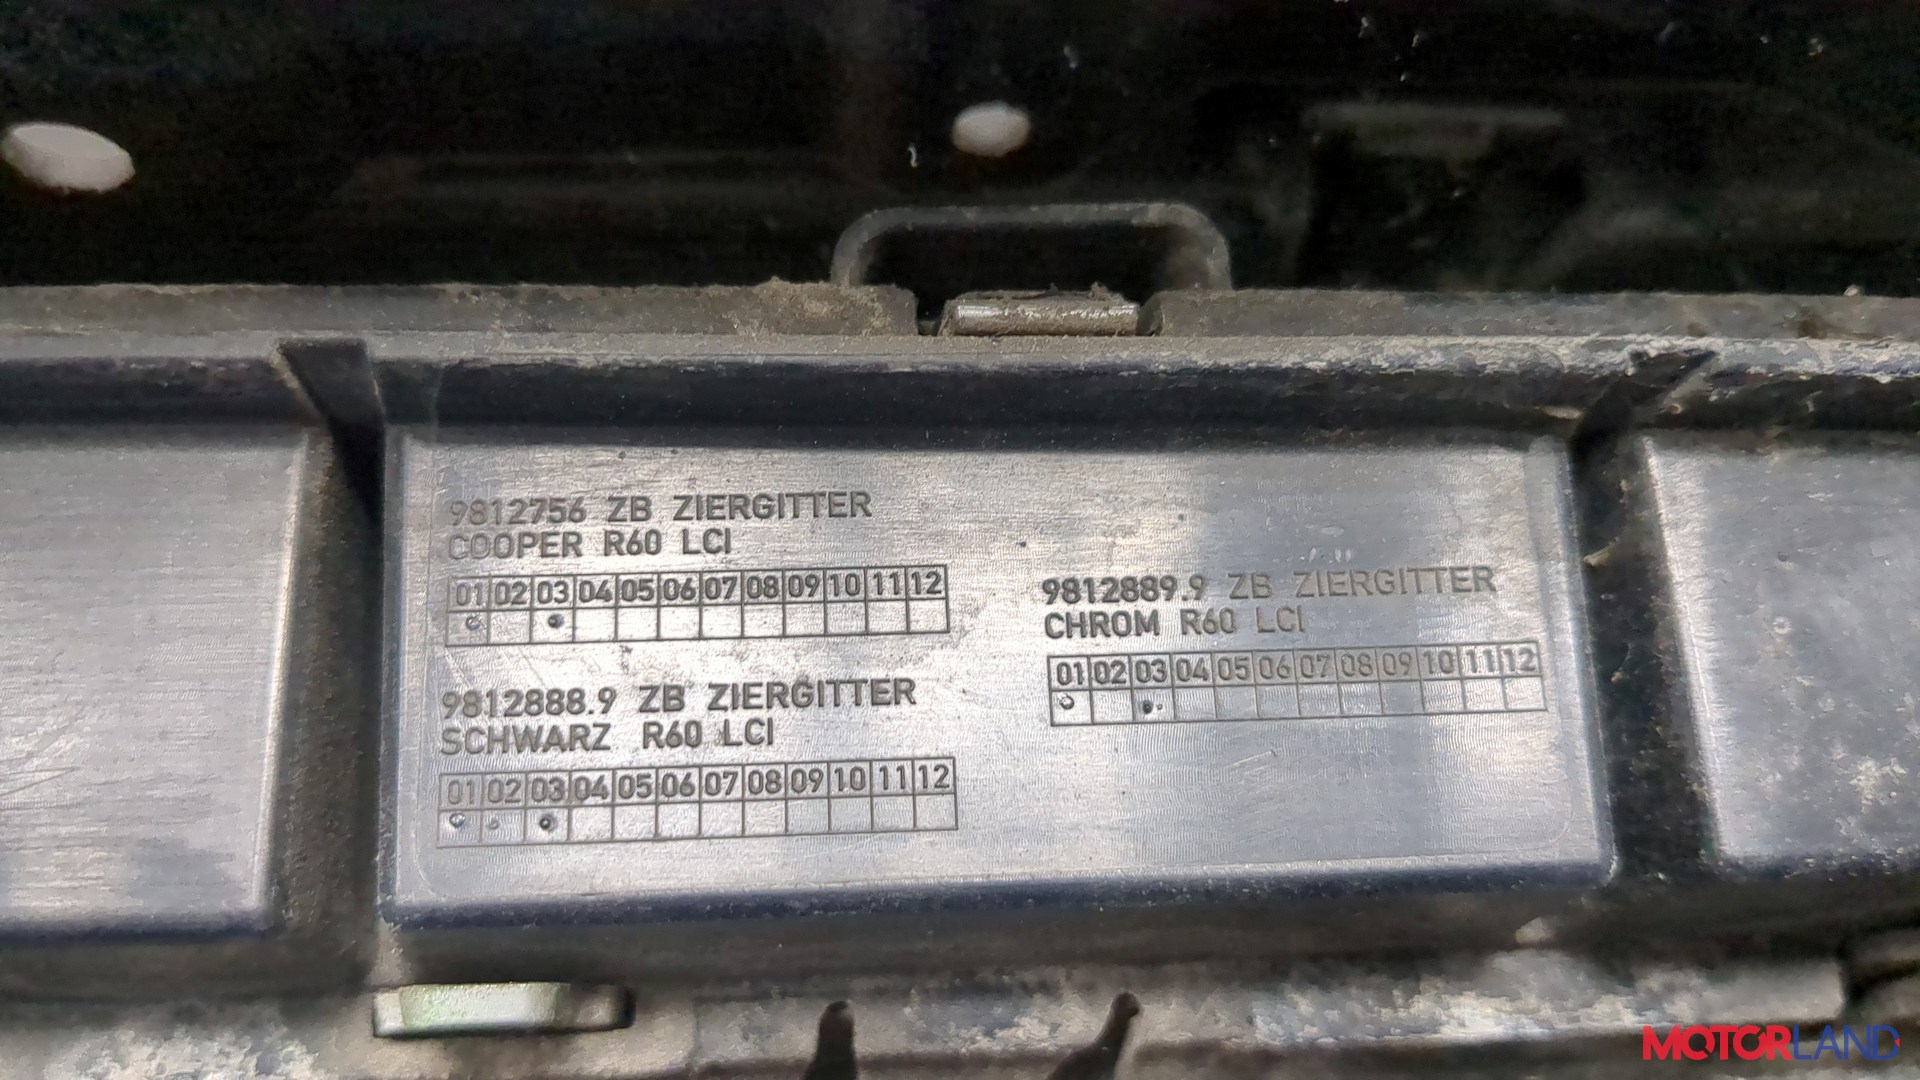 9812756 ZB ZIERGITTER
COOPER R60 LCI
01 02 03 04 05 06 07 08 09 10 11 12
9812888.9 ZB ZIERGITTER
SCHWARZ R60 LCI
01 02 03 04 05 06 07 08 09 10 11 12
9812889.9 ZB ZIERGITTER
CHROM R60 LCI
01 02 03 04 05 06 07 08 09 10 11 12
MOTORLAND